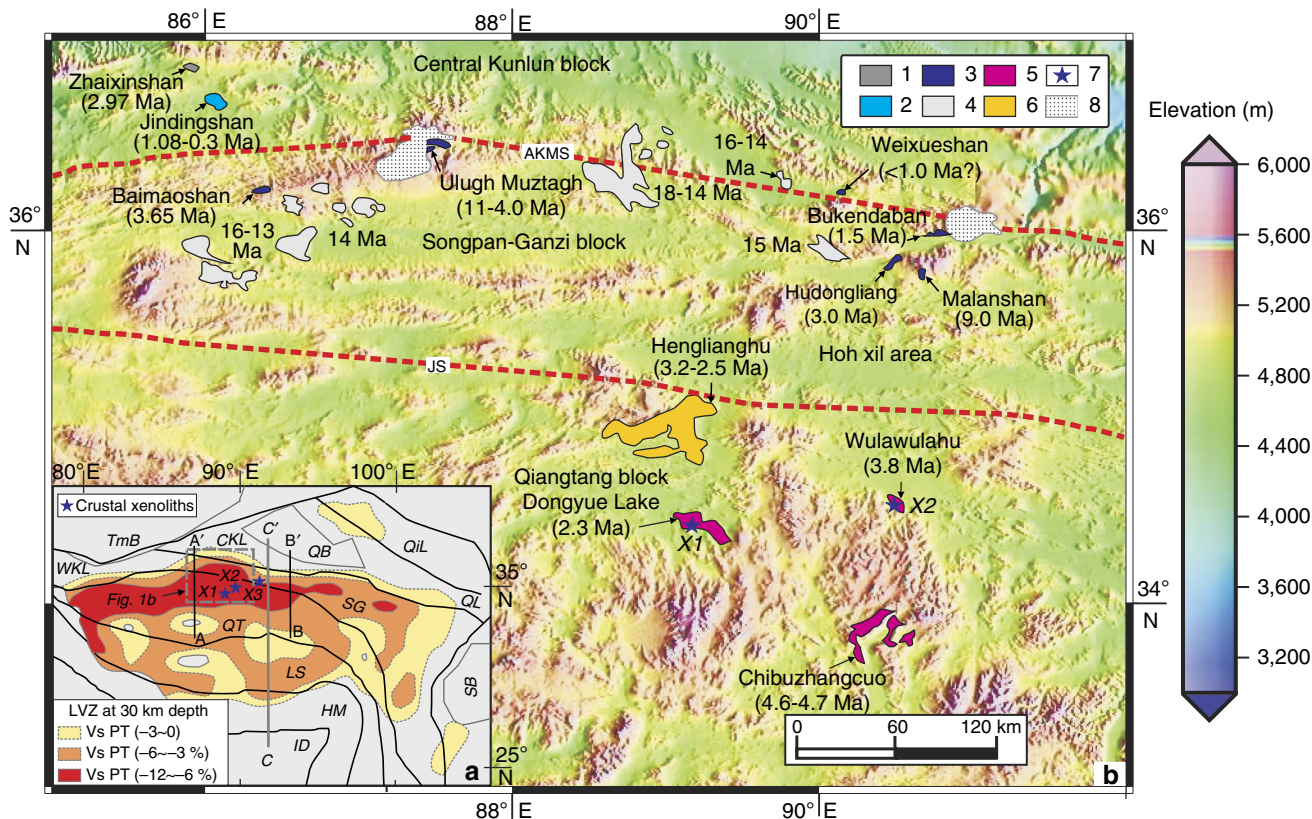 86° E
88° E
90° E
Central Kunlun block
1
3
5
7
2
4
6
8
Elevation (m)
6,000
5,600
5,200
4,800
4,400
4,000
3,600
3,200
Zhaixinshan
(2.97 Ma)
Jindingshan
(1.08-0.3 Ma)
AKMS
16-14
Ma
Weixueshan
(<1.0 Ma?)
Baimaoshan
(3.65 Ma)
Ulugh Muztagh
(11-4.0 Ma)
18-14 Ma
36°
N
36°
N
16-13
Ma
14 Ma
Songpan-Ganzi block
15 Ma
Bukendaban
(1.5 Ma)
Hudongliang
(3.0 Ma)
Malanshan
(9.0 Ma)
Hoh xil area
JS
Henglianghu
(3.2-2.5 Ma)
Wulawulahu
(3.8 Ma)
X2
Qiangtang block
Dongyue Lake
(2.3 Ma)
X1
34°
N
Chibuzhangcuo
(4.6-4.7 Ma)
0
60
120 km
b
88° E
90° E
80°E
90°E
100°E
Crustal xenoliths
TmB
A′
CKL
C′
B′
QB
QiL
WKL
35°
N
Fig. 1b
X1
X2
X3
SG
QL
QT
A
B
LS
SB
HM
ID
C
25°
N
LVZ at 30 km depth
Vs PT (−3~0)
Vs PT (−6~−3 %)
Vs PT (−12~−6 %)
a